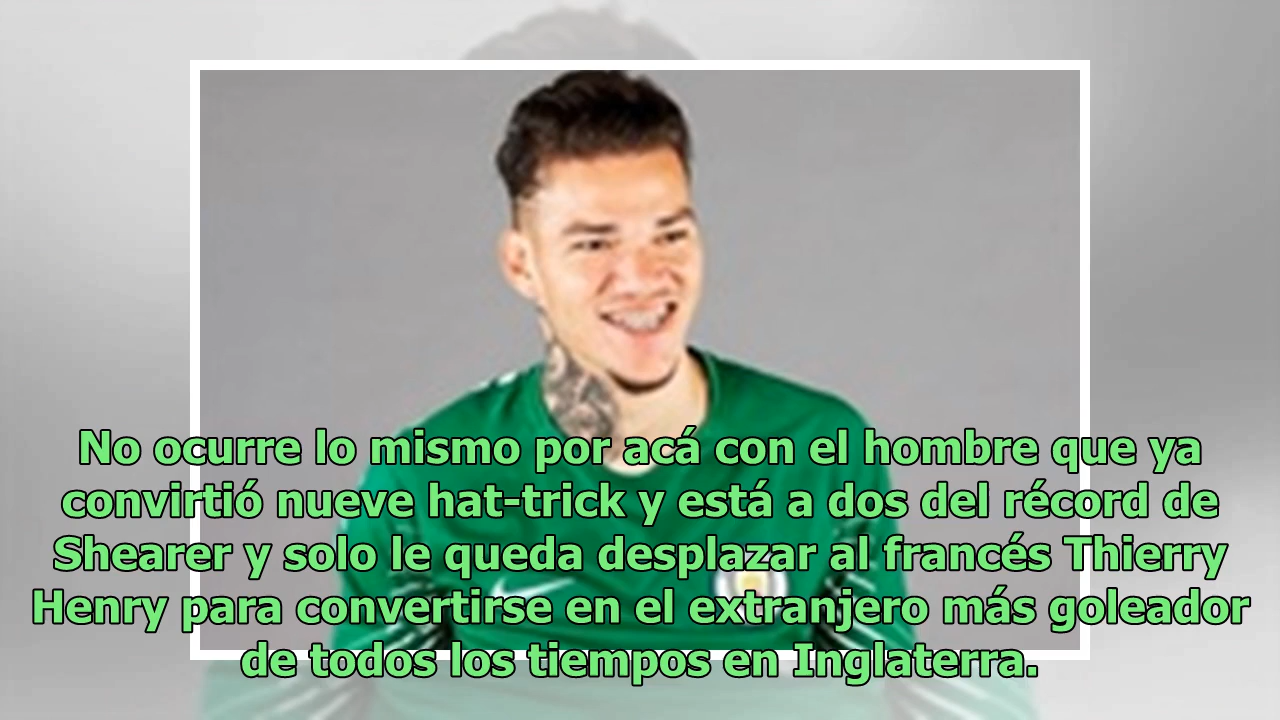 No ocurre lo mismo por acá con el hombre que ya
convirtió nueve hat-trick y está a dos del récord de
Shearer y solo le queda desplazar al francés Thierry
Henry para convertirse en el extranjero más goleador
de todos los tiempos en Inglaterra.